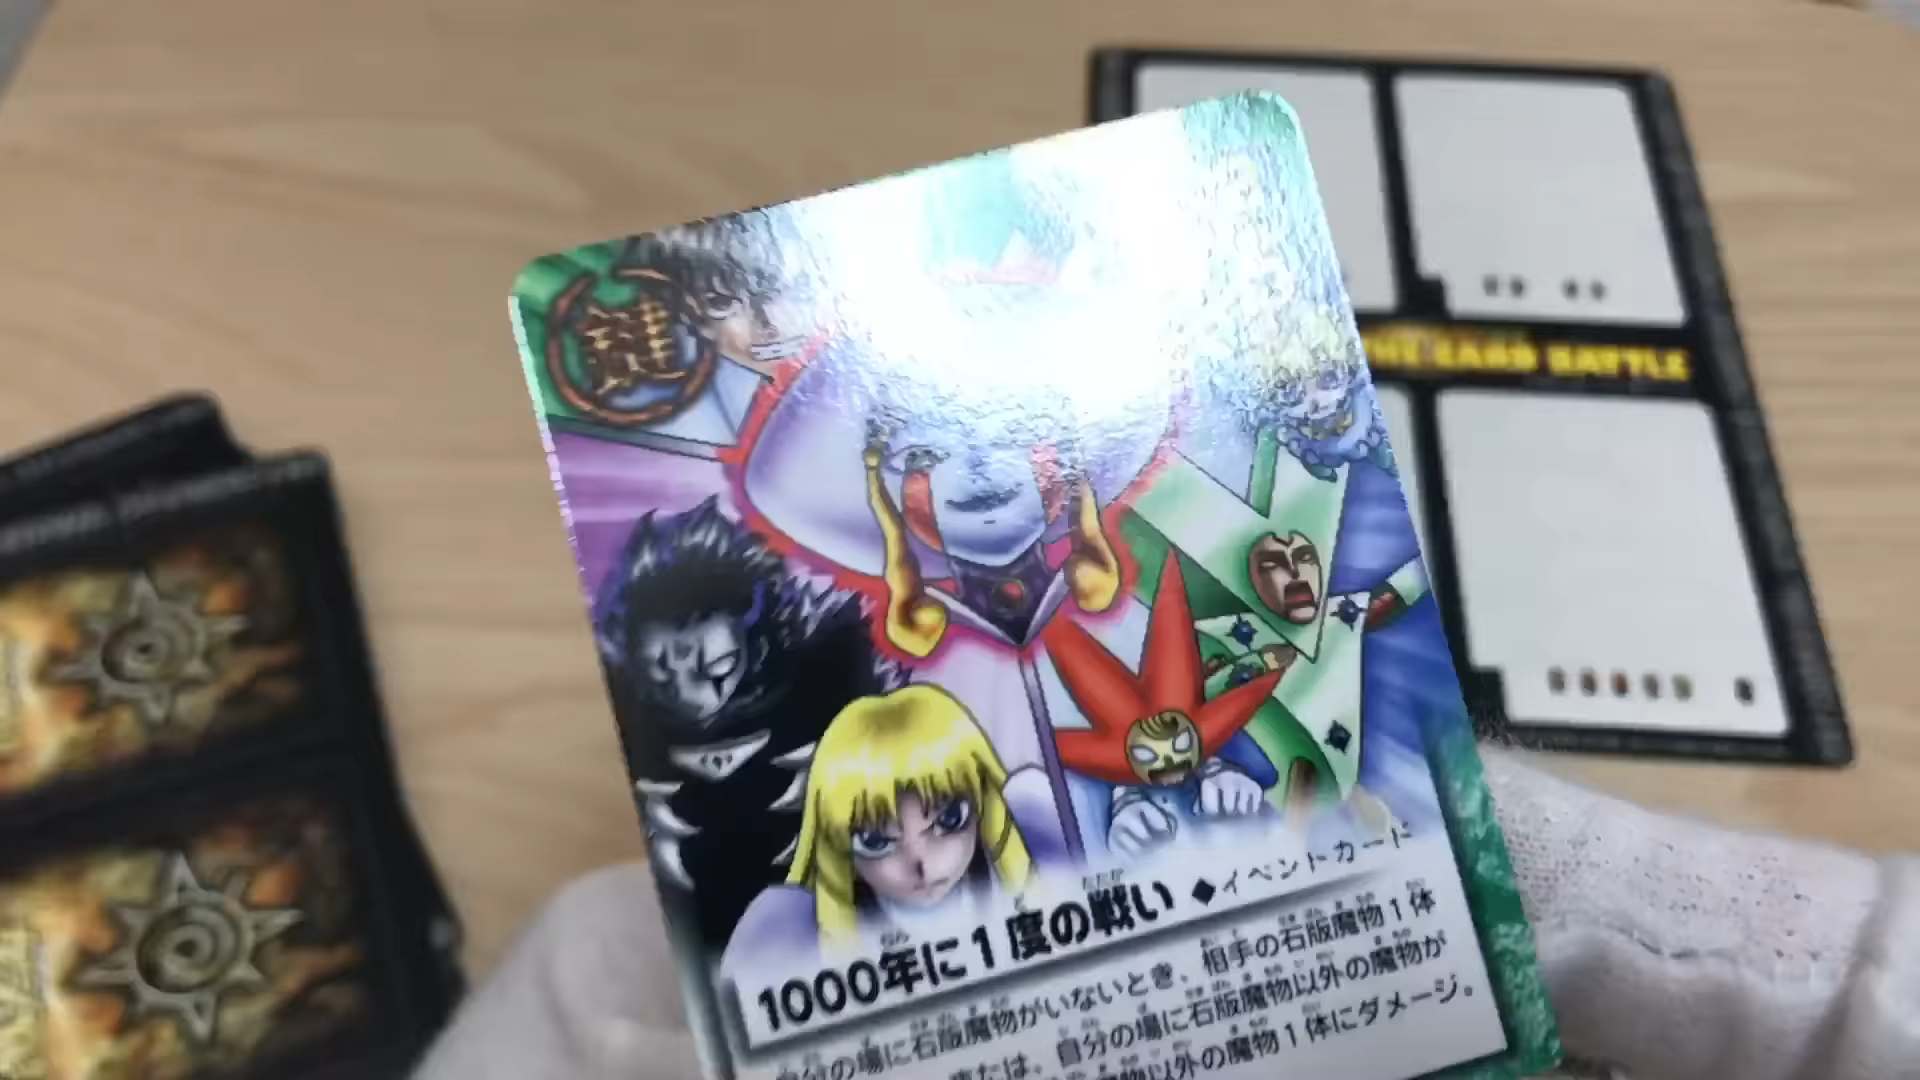 鍵
THE CARD BATTLE
1000年に1度の戦い ◆イベントカード
自分の場に石版魔物がいないとき、相手の石版魔物1体
または、自分の場に石版魔物以外の魔物が
以外の魔物1体にダメージ。